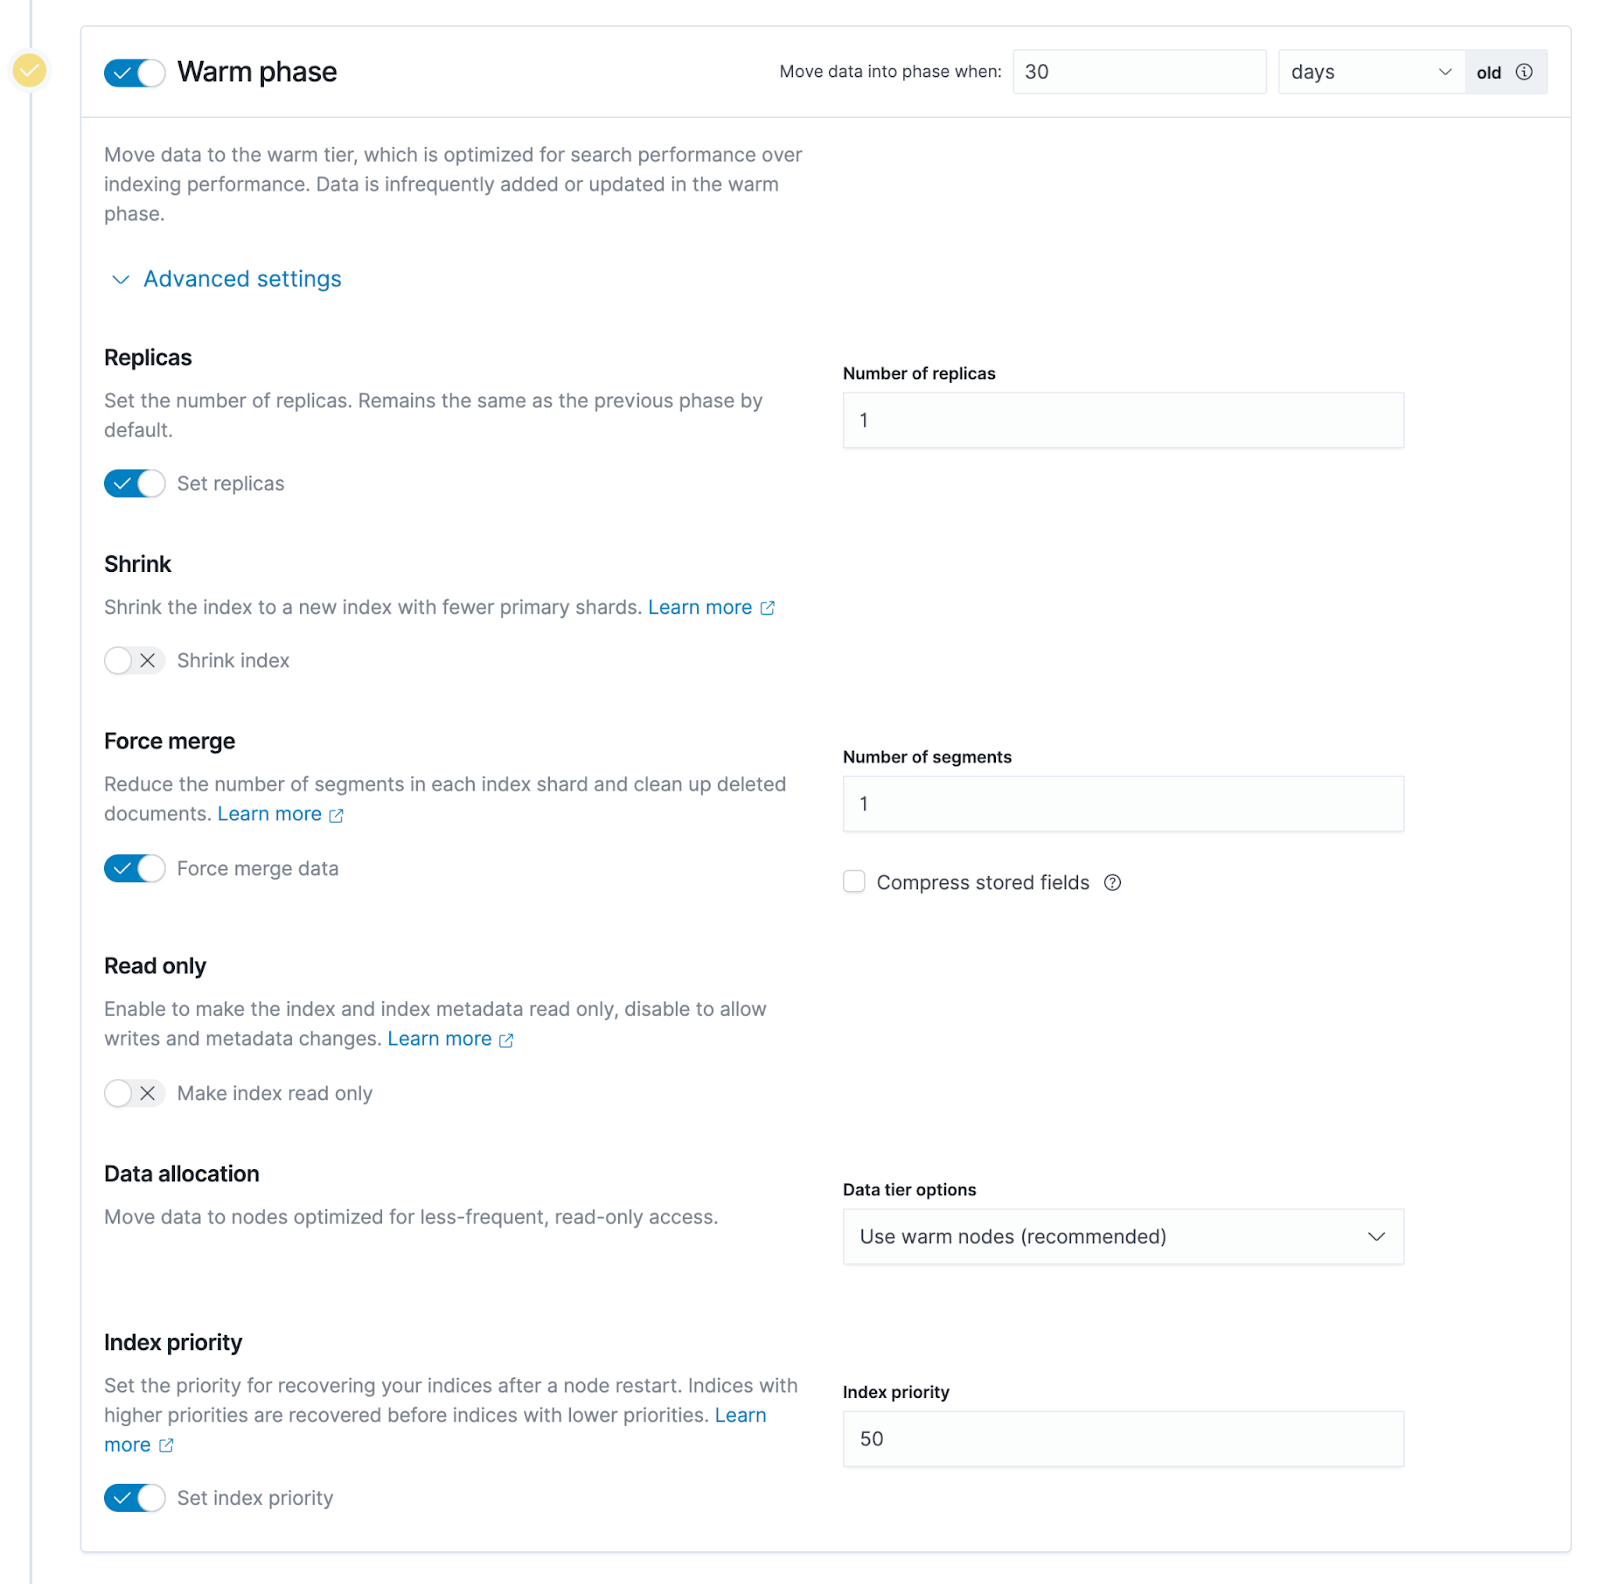 Warm phase
Move data into phase when: 30 days old
Move data to the warm tier, which is optimized for search performance over
indexing performance. Data is infrequently added or updated in the warm
phase.
Advanced settings
Replicas
Set the number of replicas. Remains the same as the previous phase by
default.
Set replicas
Number of replicas
1
Shrink
Shrink the index to a new index with fewer primary shards. Learn more
Shrink index
Force merge
Reduce the number of segments in each index shard and clean up deleted
documents. Learn more
Force merge data
Number of segments
1
Compress stored fields
Read only
Enable to make the index and index metadata read only, disable to allow
writes and metadata changes. Learn more
Make index read only
Data allocation
Move data to nodes optimized for less-frequent, read-only access.
Data tier options
Use warm nodes (recommended)
Index priority
Set the priority for recovering your indices after a node restart. Indices with
higher priorities are recovered before indices with lower priorities. Learn
more
Set index priority
Index priority
50